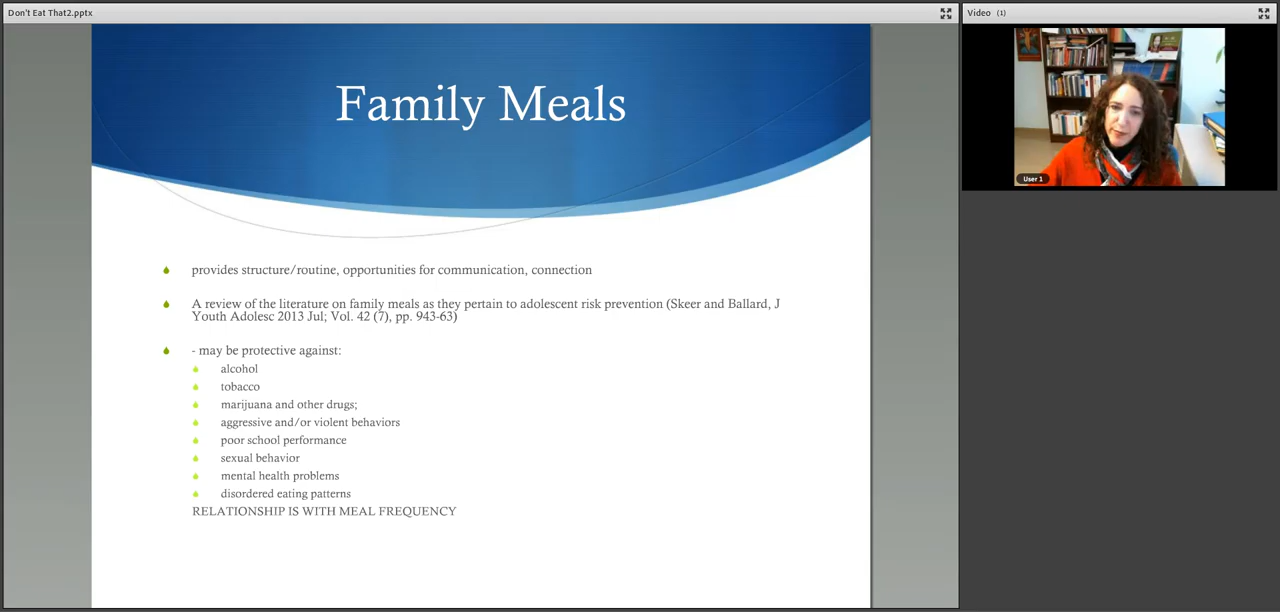 Don't Eat That2.pptx
Video (1)
Family Meals
User 1
provides structure/routine, opportunities for communication, connection
A review of the literature on family meals as they pertain to adolescent risk prevention (Skeer and Ballard, J
Youth Adolesc 2013 Jul; Vol. 42 (7), pp. 943-63)
- may be protective against:
alcohol
tobacco
marijuana and other drugs;
aggressive and/or violent behaviors
poor school performance
sexual behavior
mental health problems
disordered eating patterns
RELATIONSHIP IS WITH MEAL FREQUENCY